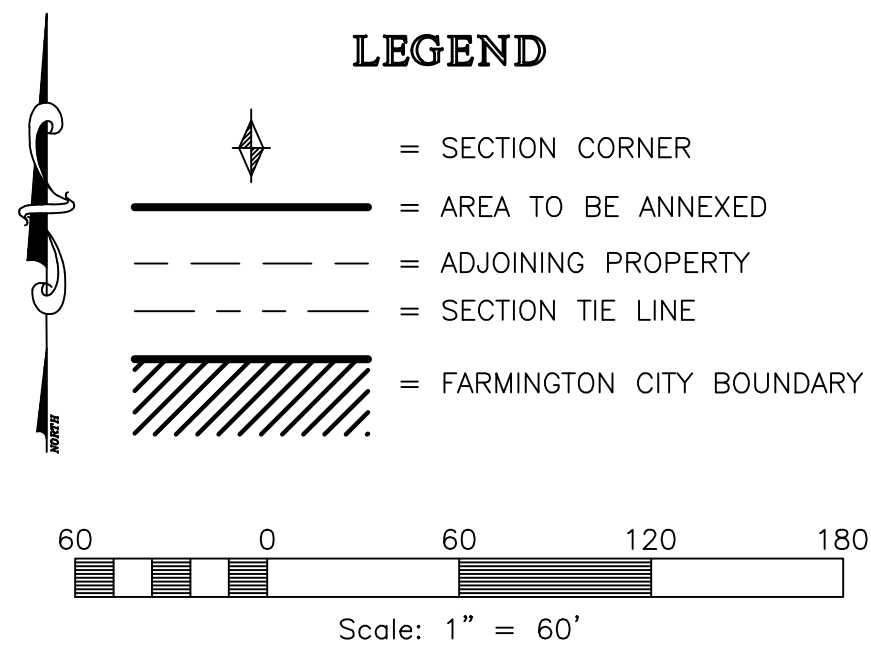 LEGEND
= SECTION CORNER
= AREA TO BE ANNEXED
= ADJOINING PROPERTY
= SECTION TIE LINE
= FARMINGTON CITY BOUNDARY
NORTH
60 0 60 120 180
Scale: 1" = 60'